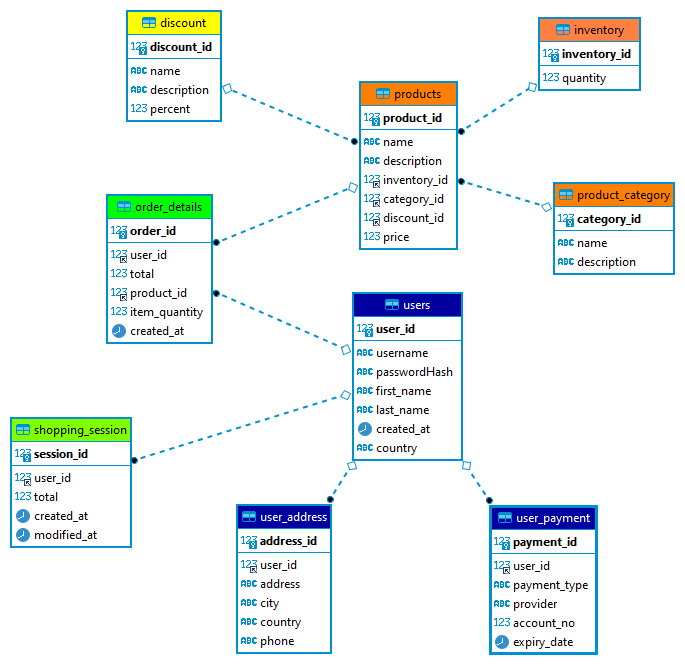 discount
123 discount_id
ABC name
ABC description
123 percent
inventory
123 inventory_id
123 quantity
products
123 product_id
ABC name
ABC description
123 inventory_id
123 category_id
123 discount_id
123 price
product_category
123 category_id
ABC name
ABC description
order_details
123 order_id
123 user_id
123 total
123 product_id
123 item_quantity
created_at
users
123 user_id
ABC username
ABC passwordHash
ABC first_name
ABC last_name
created_at
ABC country
shopping_session
123 session_id
123 user_id
123 total
created_at
modified_at
user_address
123 address_id
123 user_id
ABC address
ABC city
ABC country
ABC phone
user_payment
123 payment_id
123 user_id
ABC payment_type
ABC provider
123 account_no
expiry_date